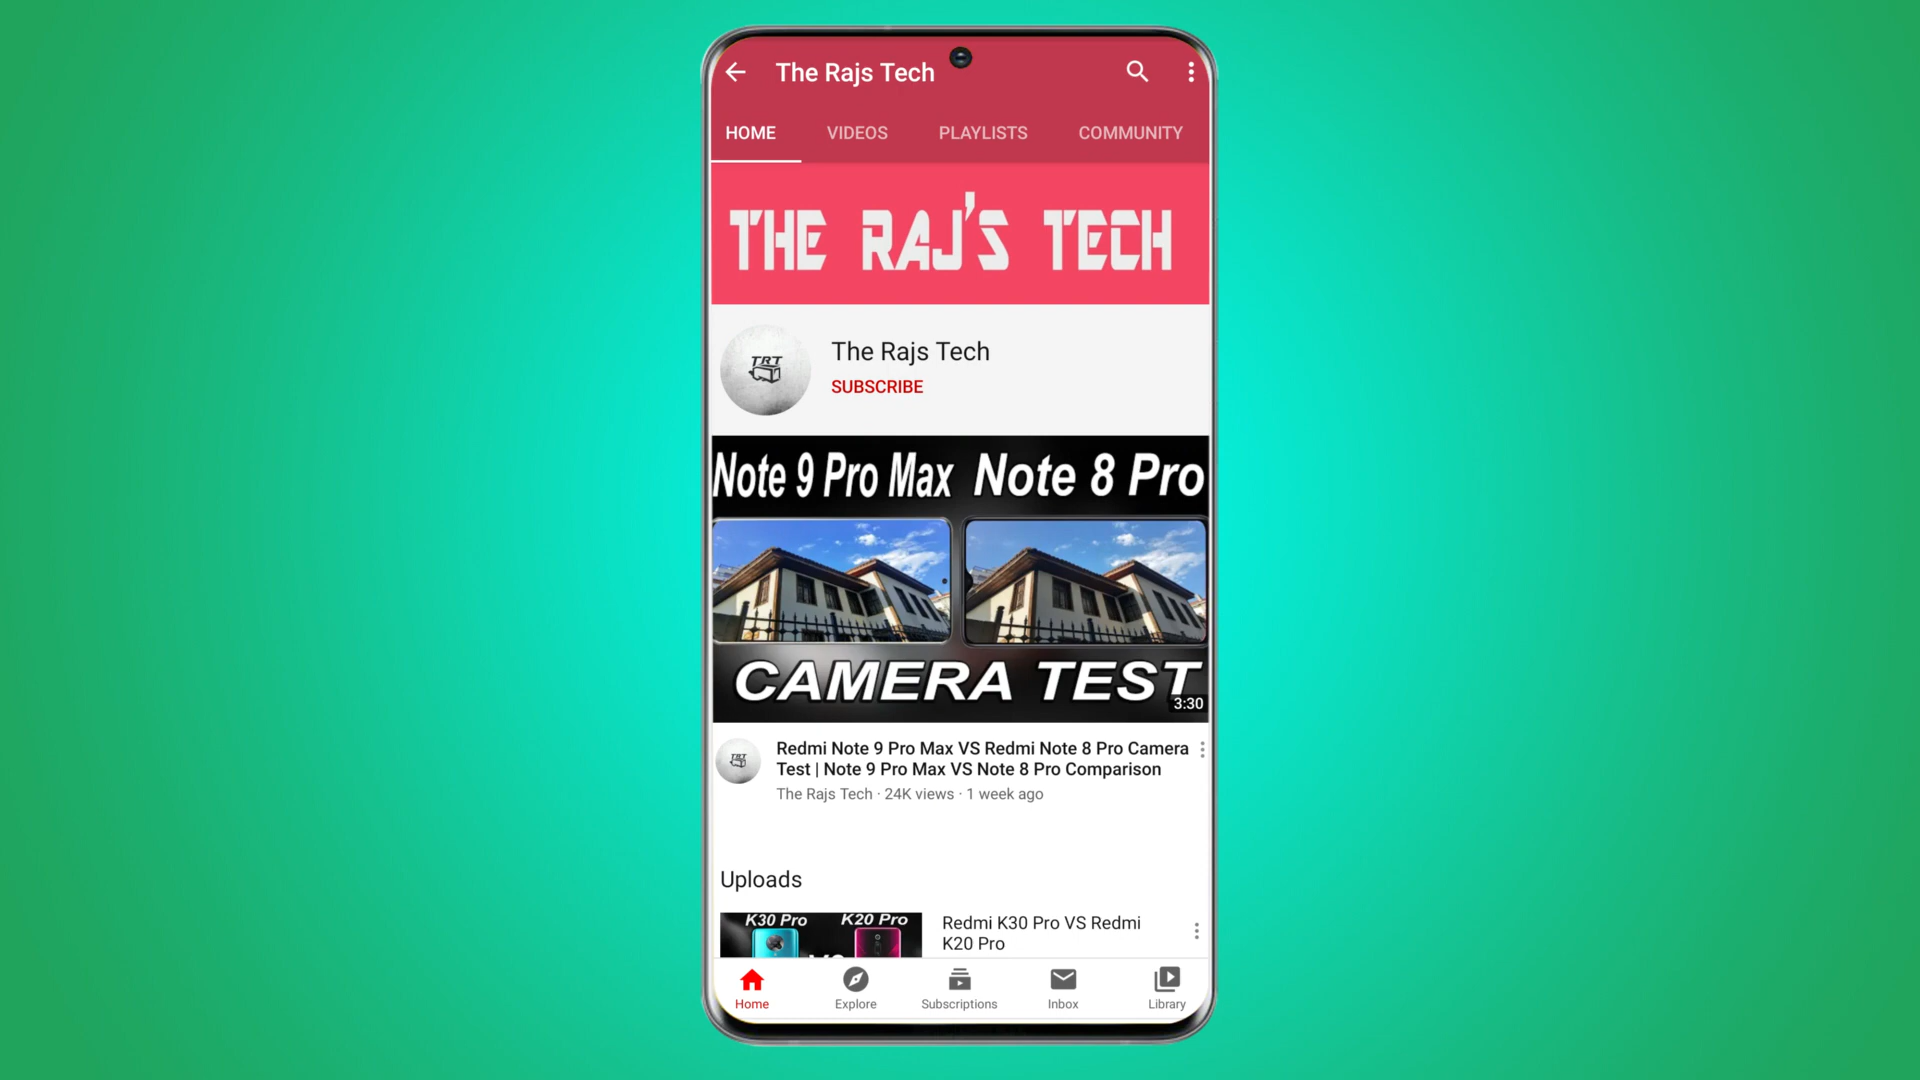 The Rajs Tech
HOME VIDEOS PLAYLISTS COMMUNITY
THE RAJ'S TECH
TRT
The Rajs Tech
SUBSCRIBE
Note 9 Pro Max Note 8 Pro
CAMERA TEST
3:30
TRT
Redmi Note 9 Pro Max VS Redmi Note 8 Pro Camera
Test | Note 9 Pro Max VS Note 8 Pro Comparison
The Rajs Tech · 24K views · 1 week ago
Uploads
K30 Pro K20 Pro
Redmi K30 Pro VS Redmi
K20 Pro
Home Explore Subscriptions Inbox Library